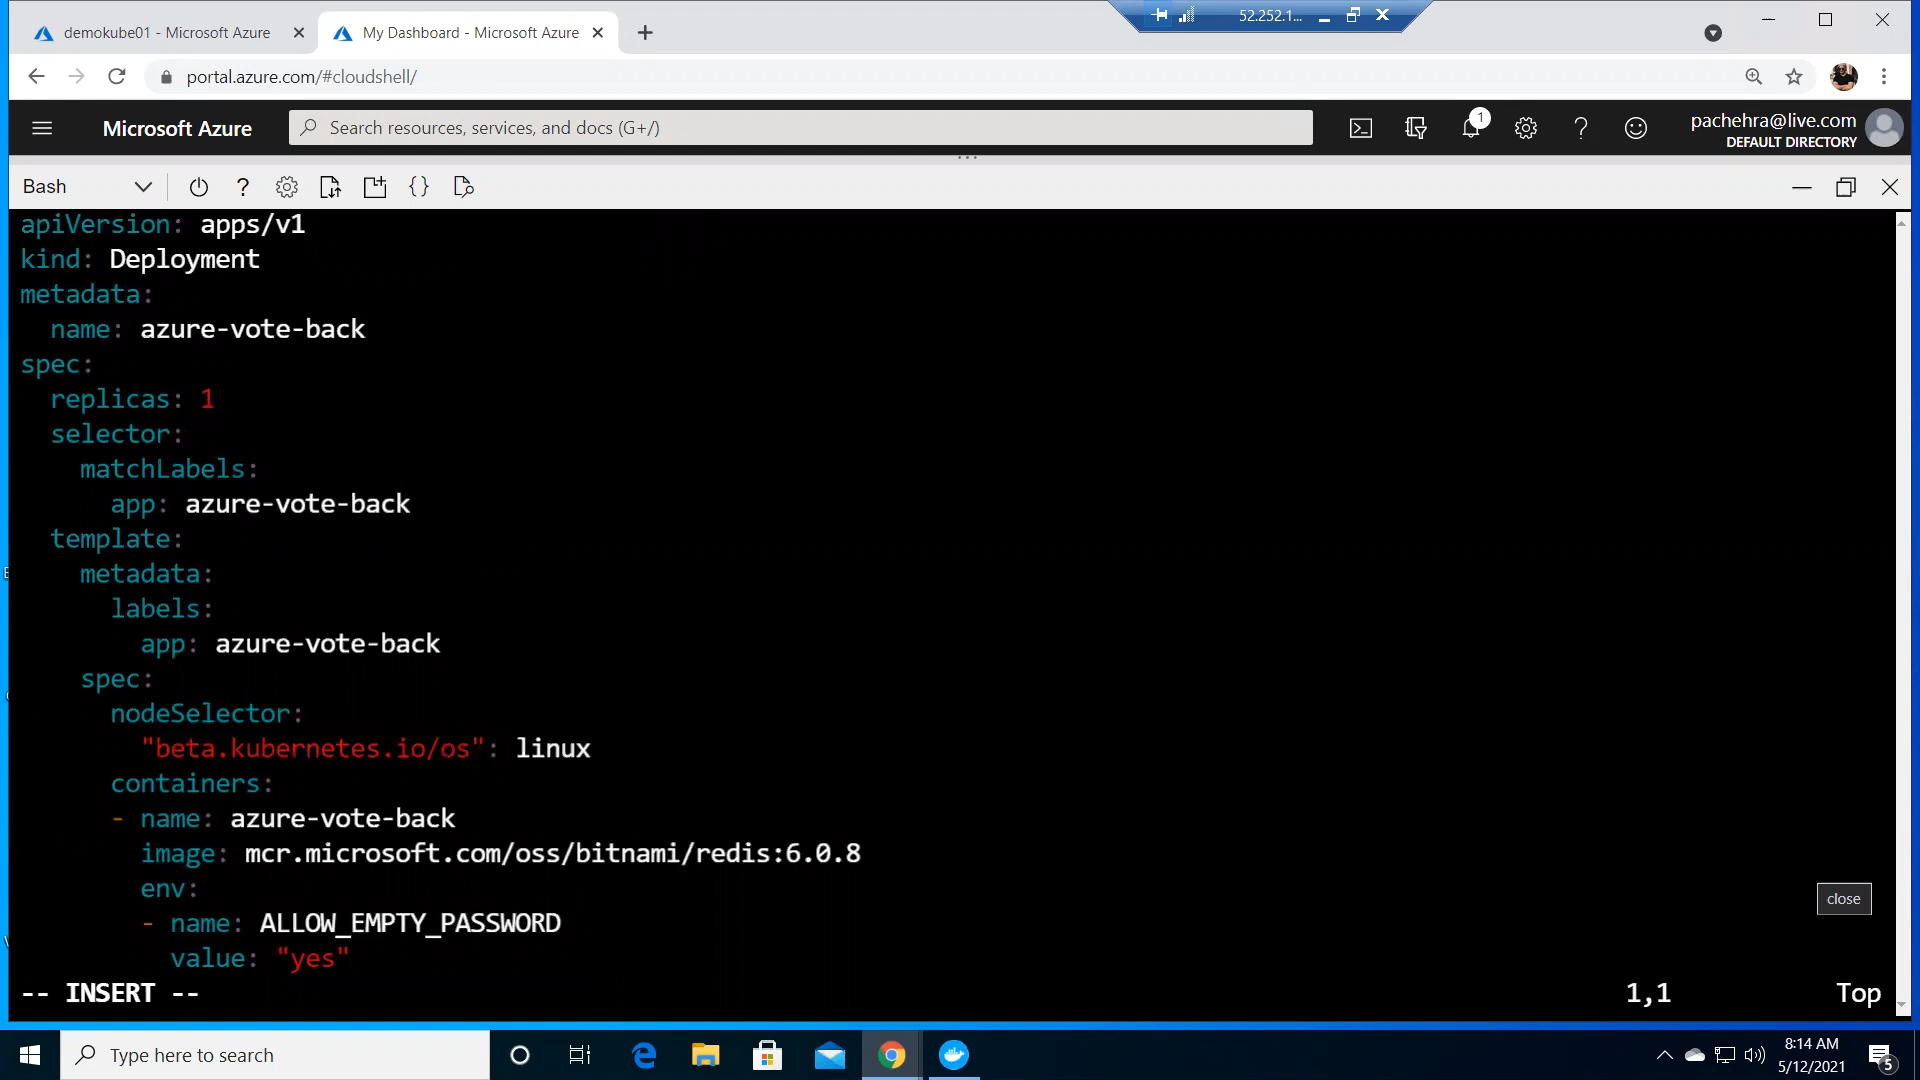 demokube01 - Microsoft Azure
My Dashboard - Microsoft Azure
52.252.1...
portal.azure.com/#cloudshell/
Microsoft Azure
Search resources, services, and docs (G+/)
1
pachehra@live.com
DEFAULT DIRECTORY
Bash
?
{}
apiVersion: apps/v1
kind: Deployment
metadata:
  name: azure-vote-back
spec:
  replicas: 1
  selector:
    matchLabels:
      app: azure-vote-back
  template:
    metadata:
      labels:
        app: azure-vote-back
    spec:
      nodeSelector:
        "beta.kubernetes.io/os": linux
      containers:
      - name: azure-vote-back
        image: mcr.microsoft.com/oss/bitnami/redis:6.0.8
        env:
        - name: ALLOW_EMPTY_PASSWORD
          value: "yes"
close
-- INSERT --
1,1
Top
Type here to search
8:14 AM
5/12/2021
5